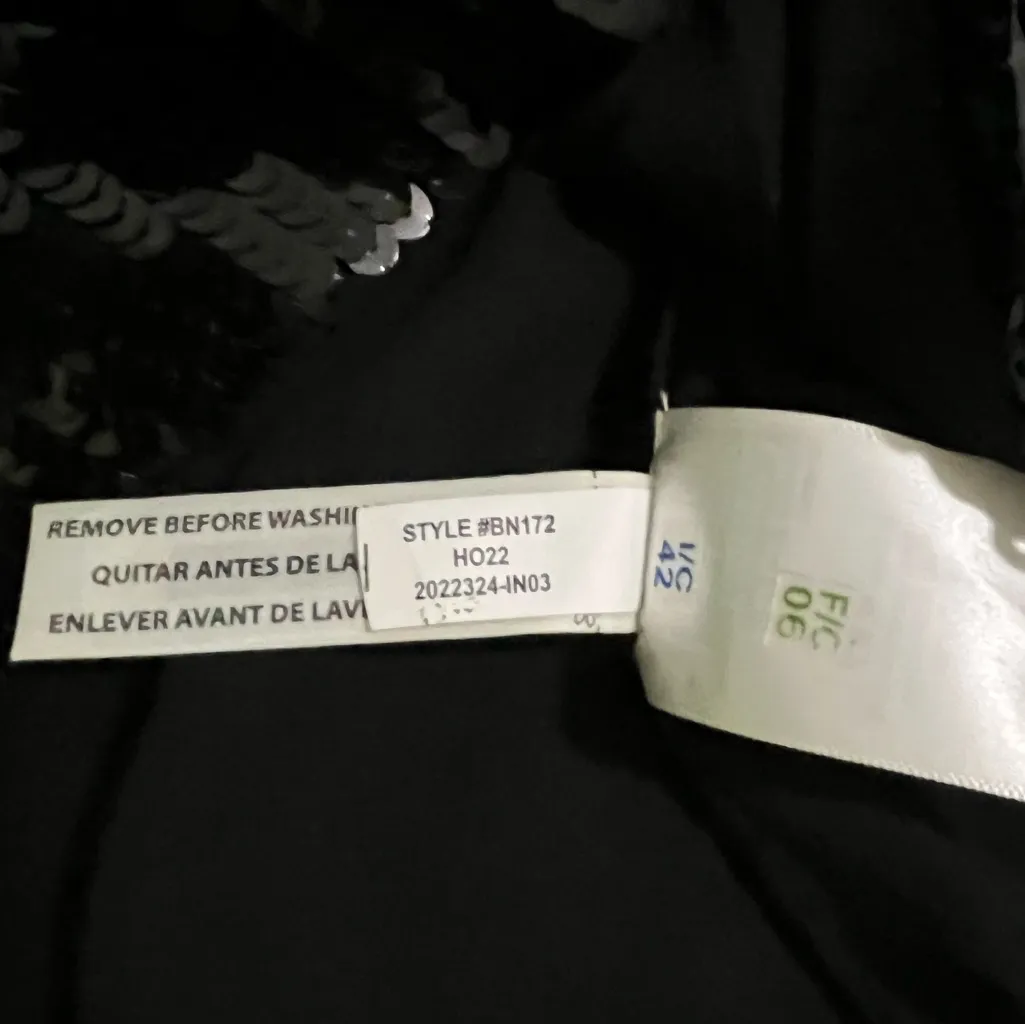 REMOVE BEFORE WASHI
QUITAR ANTES DE LA
ENLEVER AVANT DE LAV
STYLE #BN172
HO22
2022324-IN03
I/C
42
F/C
06